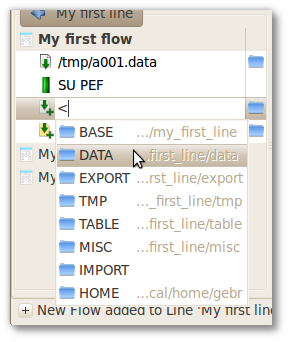 My first line
My first flow
/tmp/a001.data
SU PEF
<
BASE …/my_first_line
DATA …first_line/data
EXPORT …rst_line/export
TMP …_first_line/tmp
TABLE …first_line/table
MISC …first_line/misc
IMPORT
HOME …cal/home/gebr
My
My
New Flow added to Line 'My first line